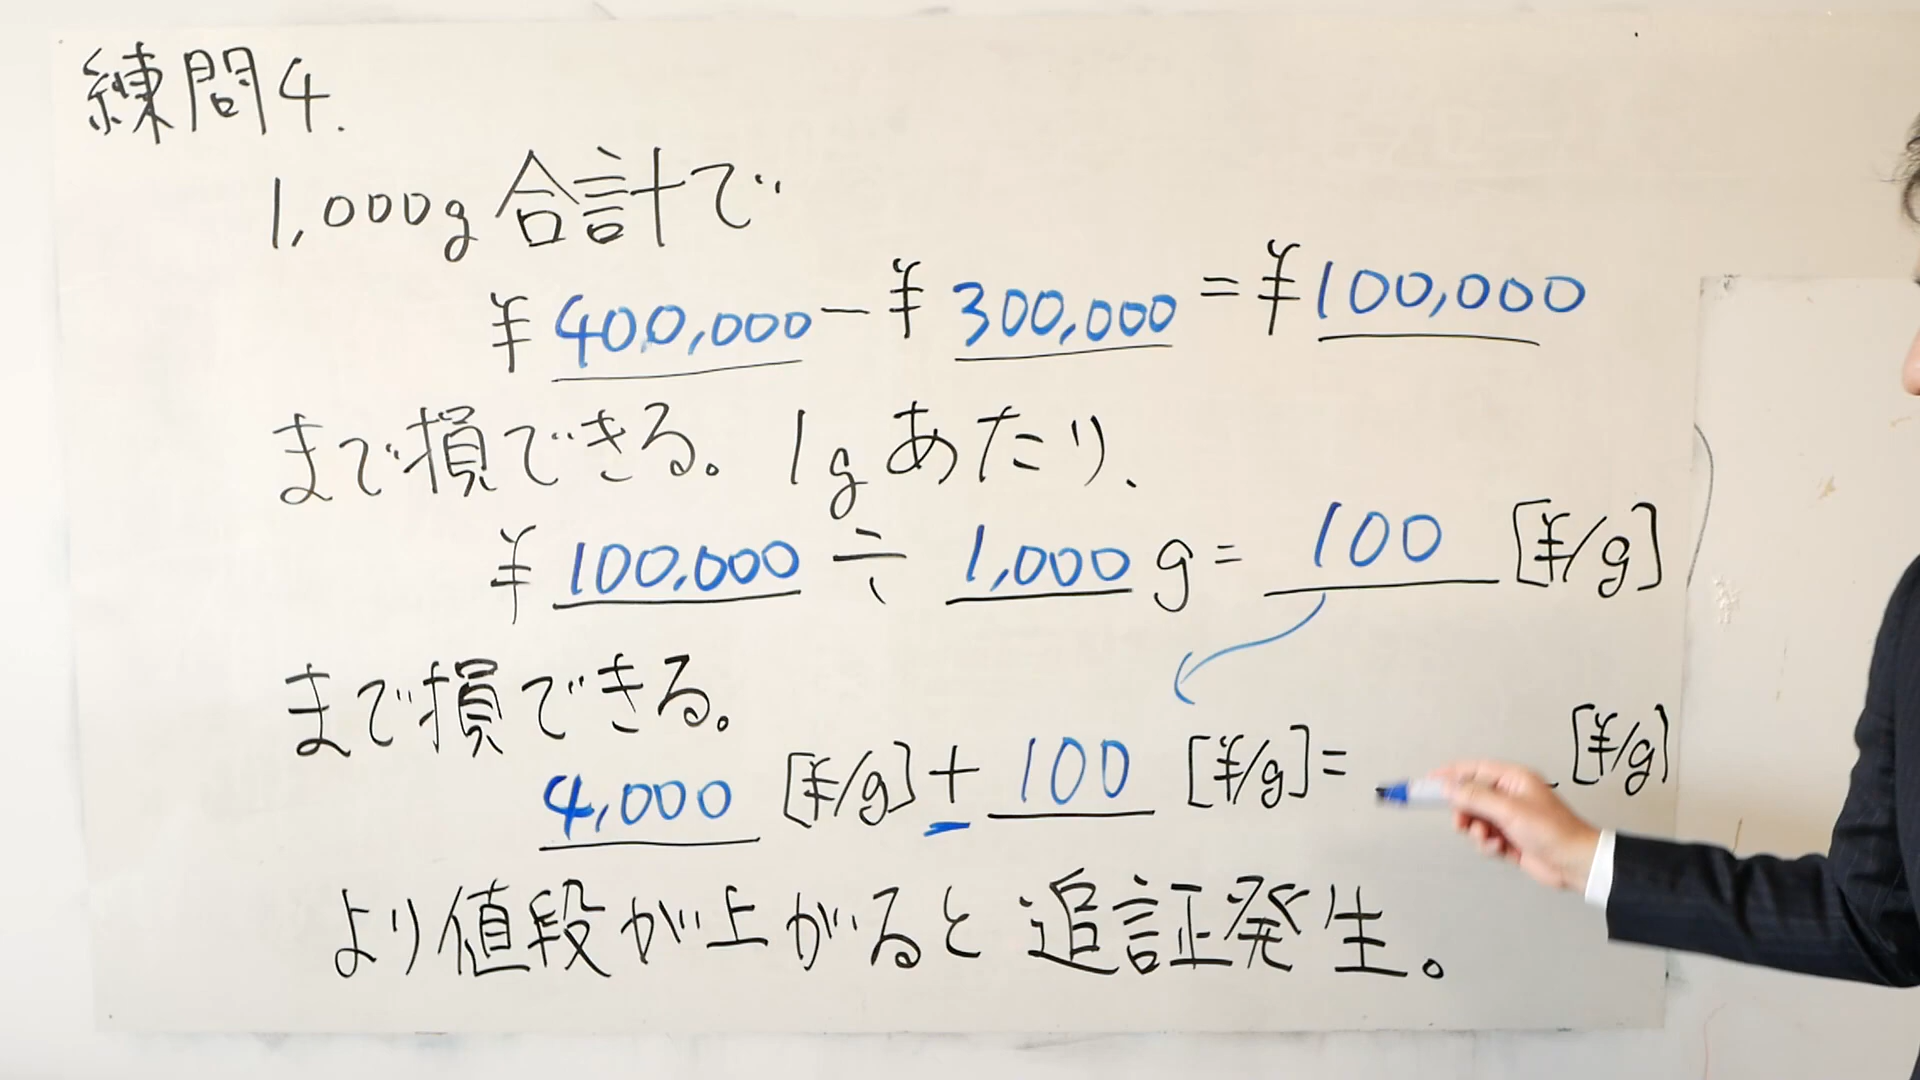 練問4.
1,000g合計で
¥400,000-¥300,000=¥100,000
まで損できる。1gあたり、
¥100,000÷1,000g=100[¥/g]
まで損できる。
4,000[¥/g]+100[¥/g]=[¥/g]
より値段が上がると追証発生。